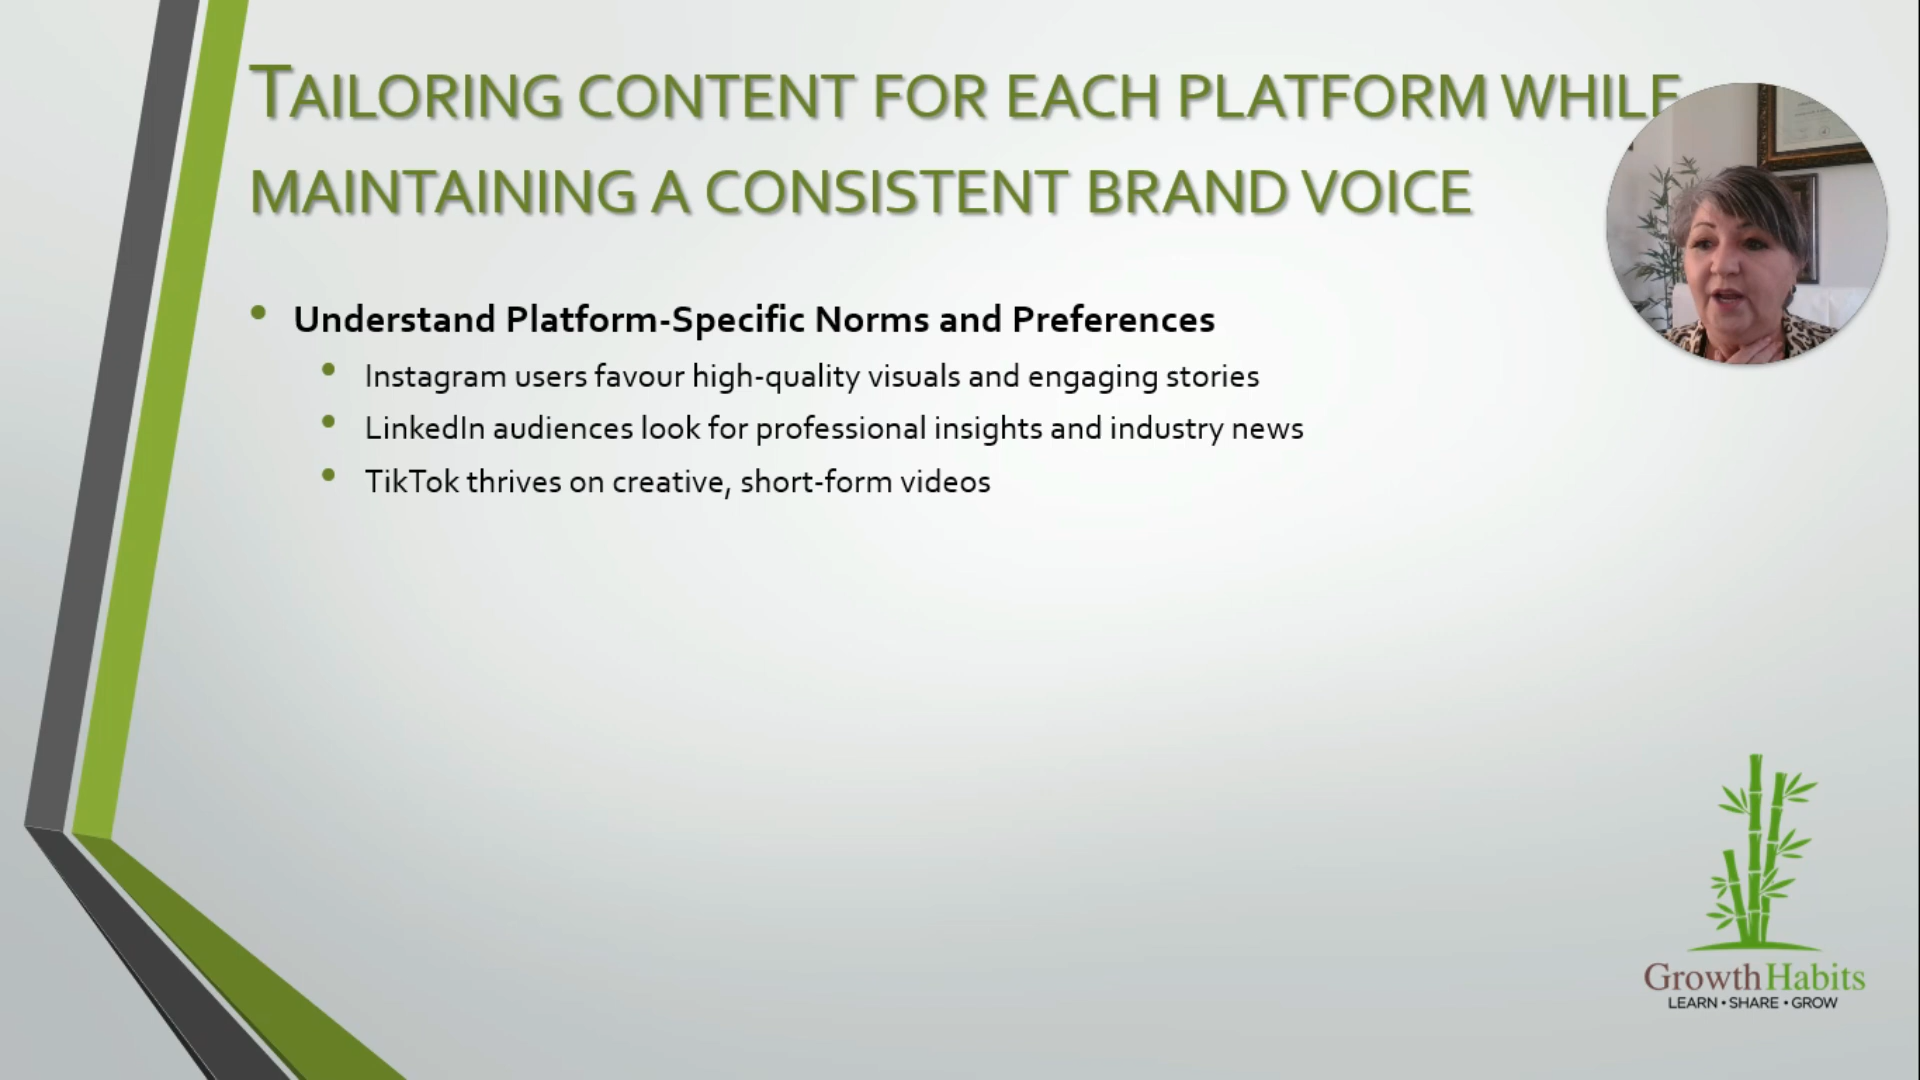 TAILORING CONTENT FOR EACH PLATFORM WHILE
MAINTAINING A CONSISTENT BRAND VOICE
• Understand Platform-Specific Norms and Preferences
• Instagram users favour high-quality visuals and engaging stories
• LinkedIn audiences look for professional insights and industry news
• TikTok thrives on creative, short-form videos
Growth Habits
LEARN • SHARE • GROW